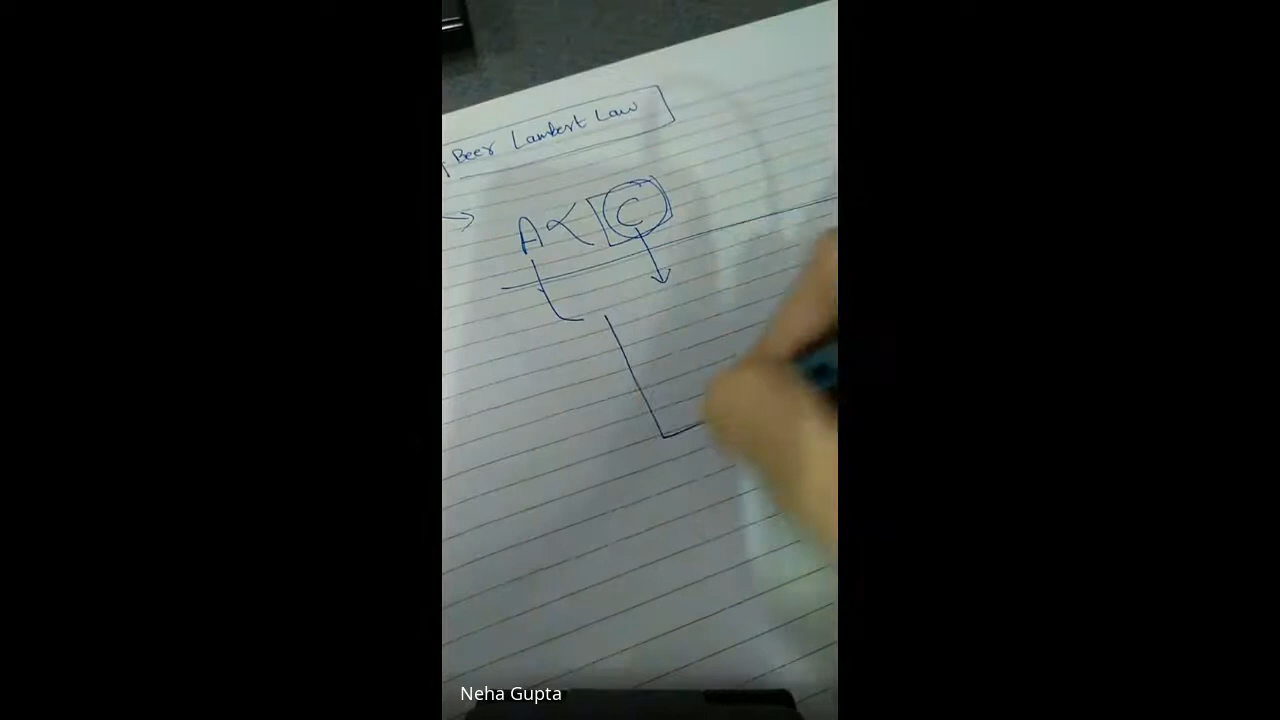 Beer Lambert Law
→ A ∝ C
Neha Gupta